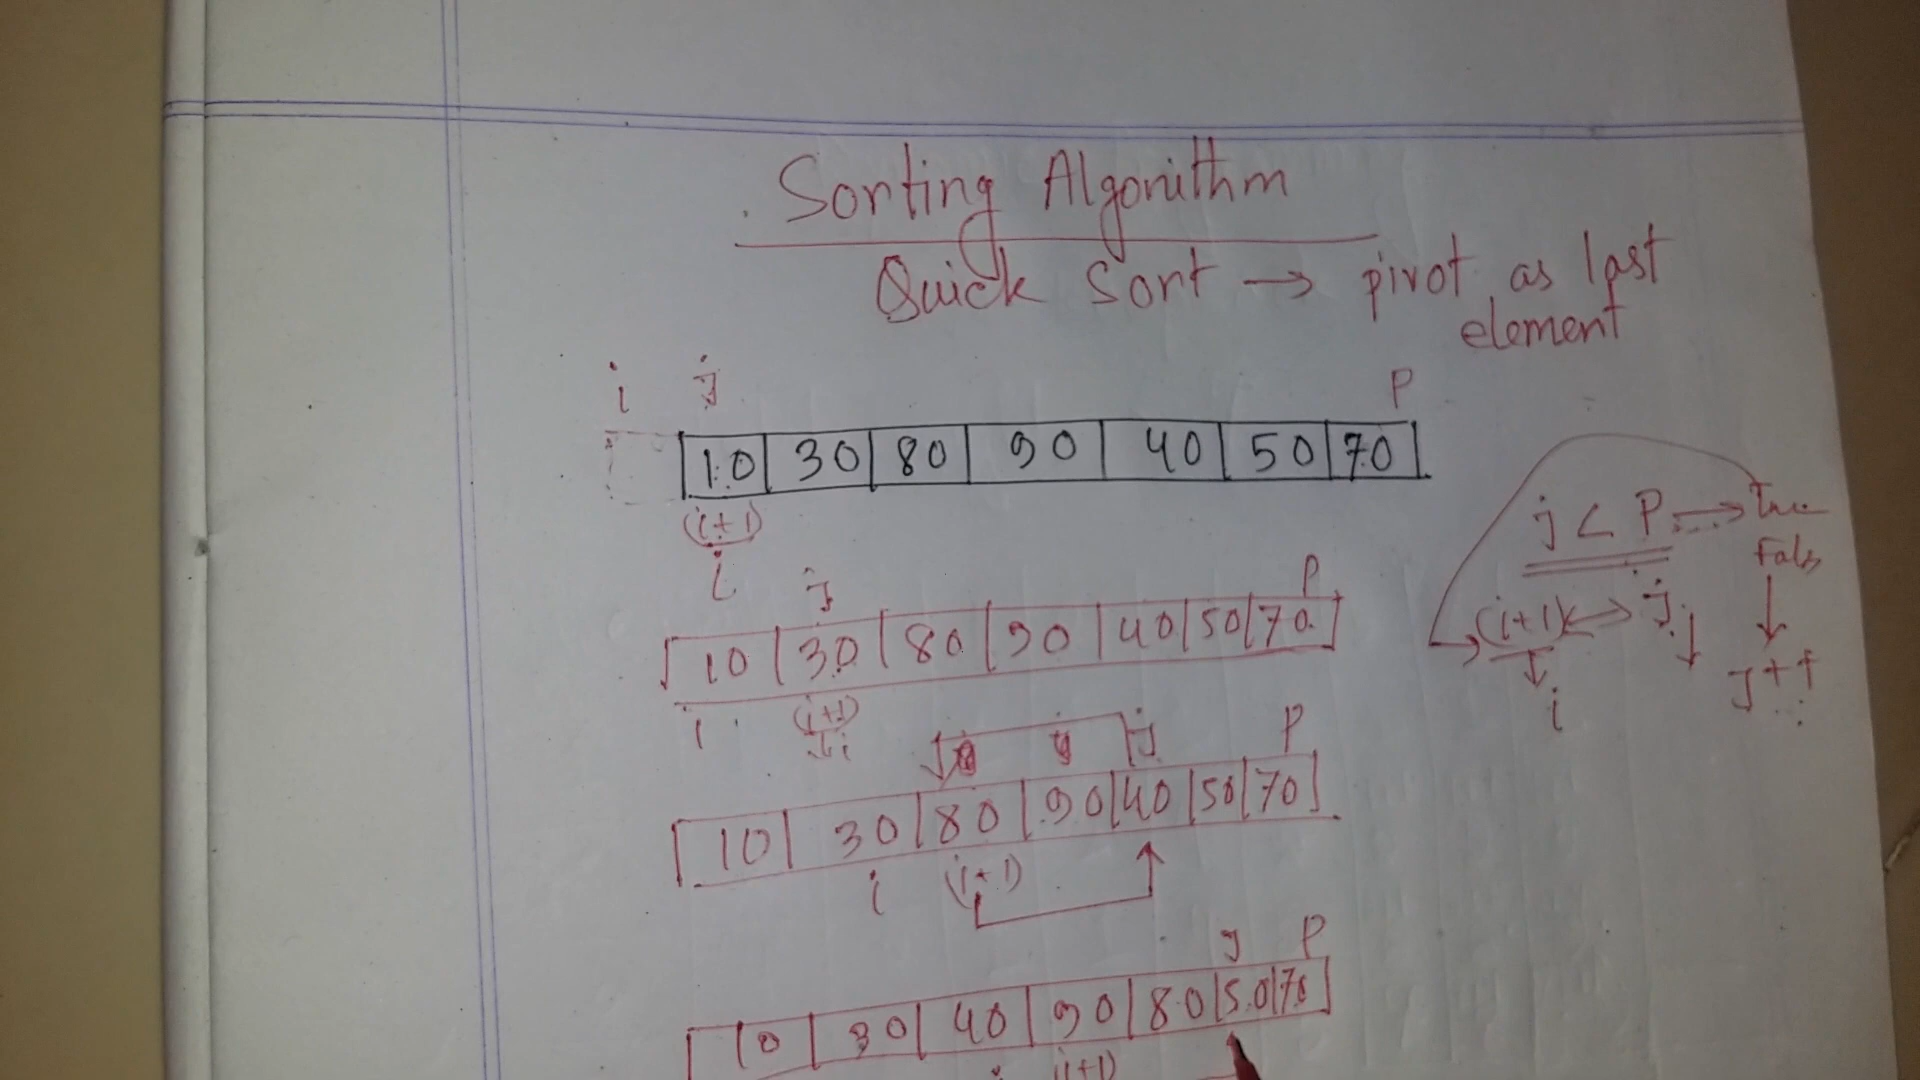 Sorting Algorithm
Quick Sort → pivot as last
element
i j P
10 30 80 90 40 50 70
(i+1)
i j P
10 30 80 90 40 50 70
i (i+1)
i
j P
10 30 80 90 40 50 70
i (i+1)
j P
10 30 40 90 80 50 70
i (i+1)
j < P → True
Fals
(i+1) ↔ j
i
j++